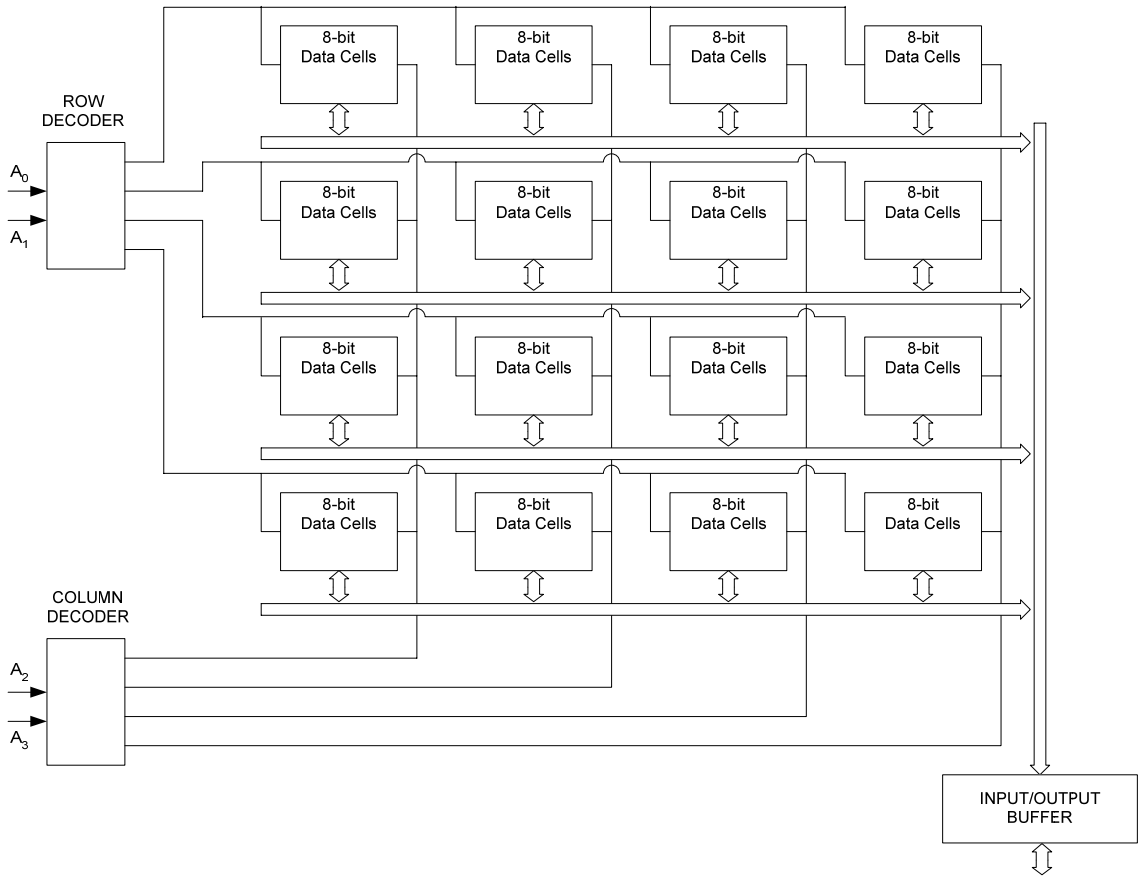 8-bit
Data Cells
8-bit
Data Cells
8-bit
Data Cells
8-bit
Data Cells
ROW
DECODER
A0
A1
8-bit
Data Cells
8-bit
Data Cells
8-bit
Data Cells
8-bit
Data Cells
8-bit
Data Cells
8-bit
Data Cells
8-bit
Data Cells
8-bit
Data Cells
8-bit
Data Cells
8-bit
Data Cells
8-bit
Data Cells
8-bit
Data Cells
COLUMN
DECODER
A2
A3
INPUT/OUTPUT
BUFFER